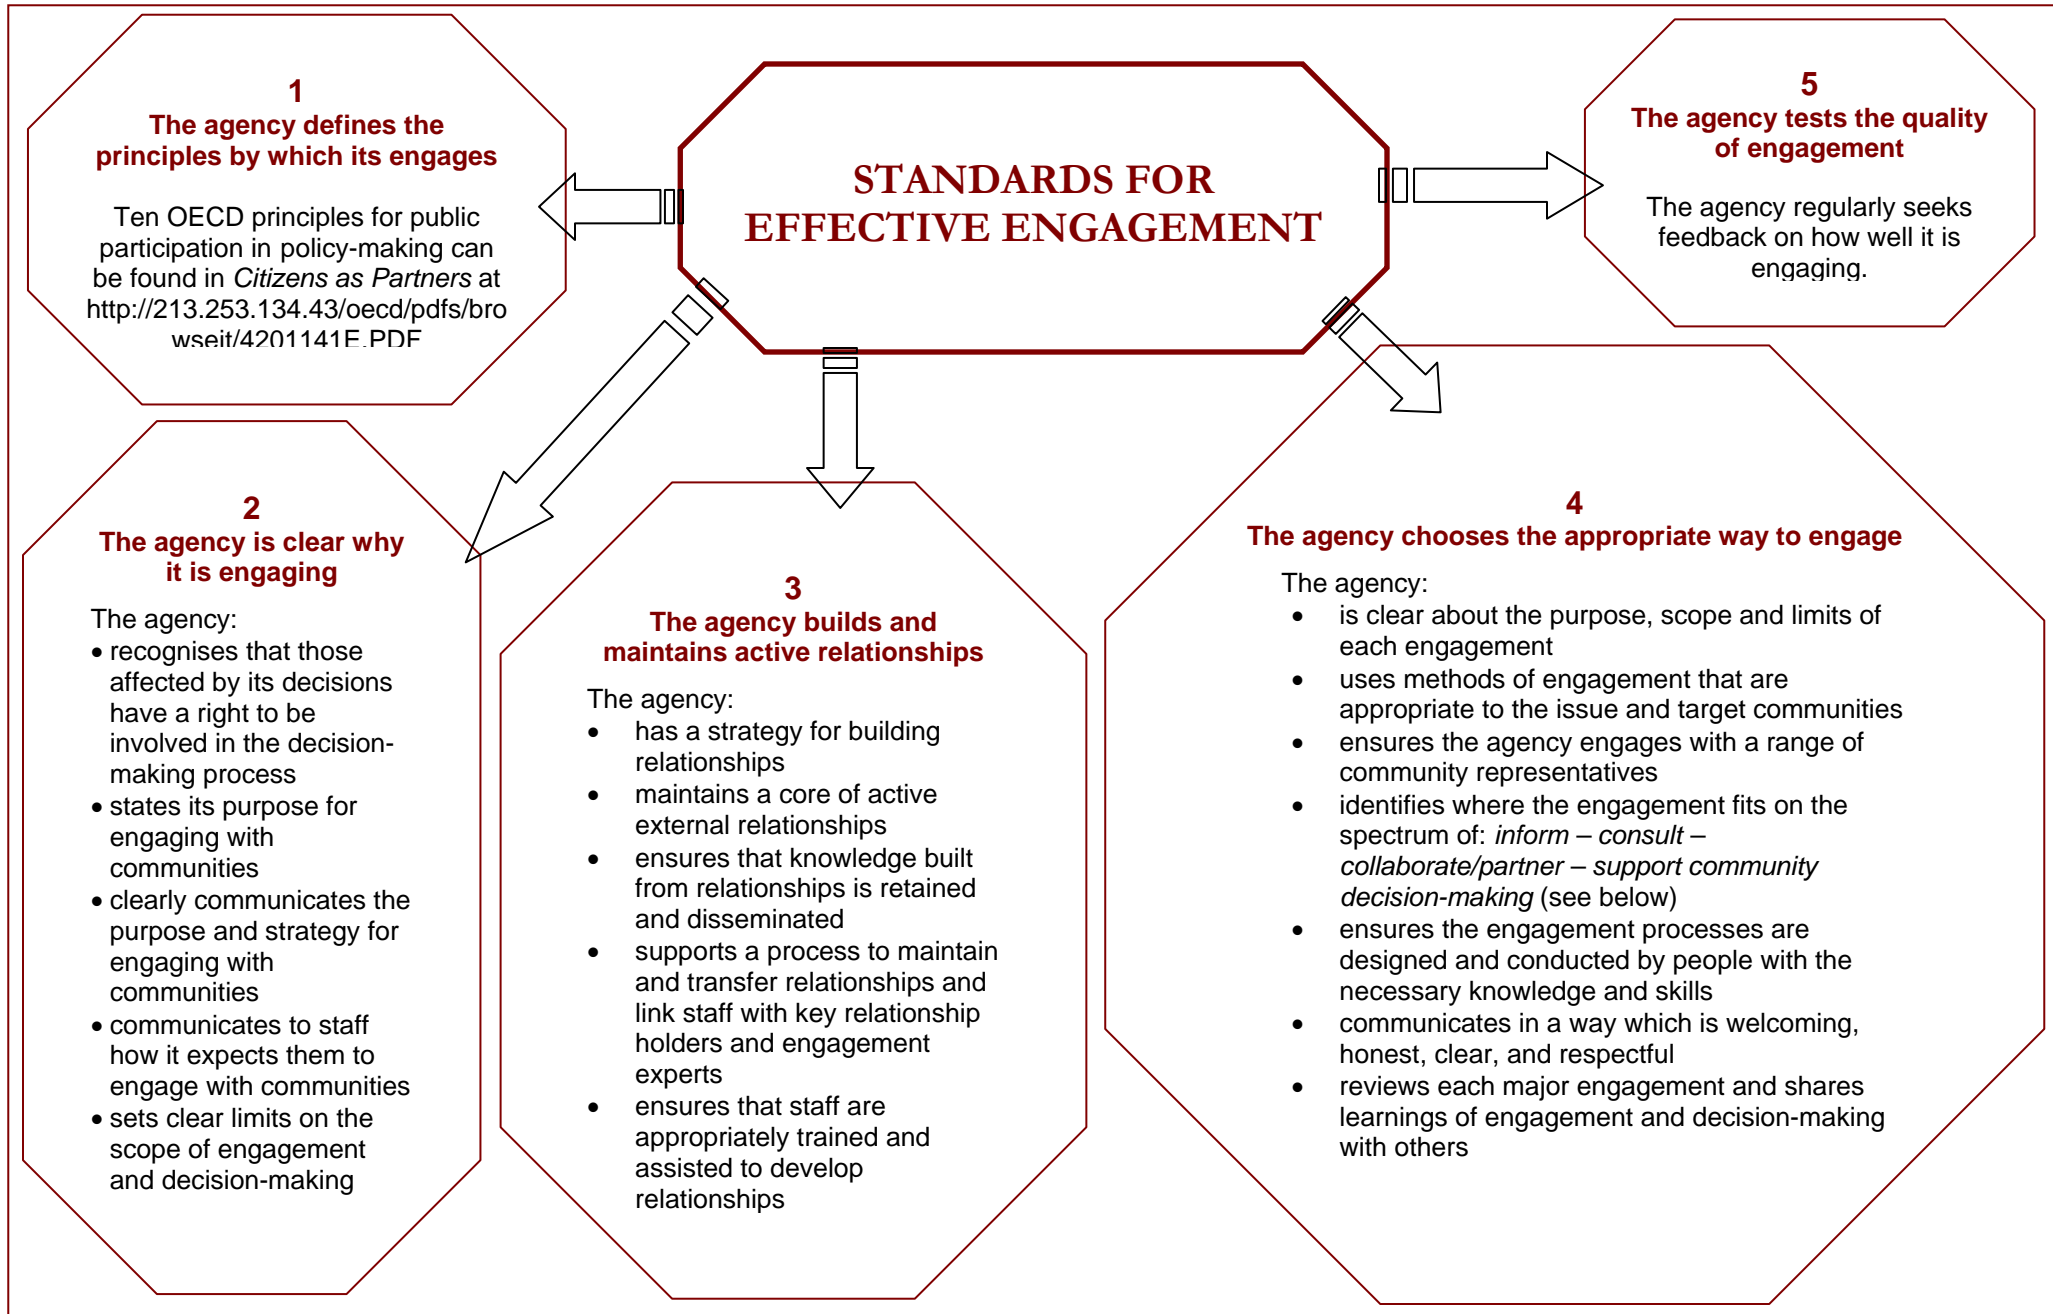 STANDARDS FOR
EFFECTIVE ENGAGEMENT
1
The agency defines the
principles by which its engages
Ten OECD principles for public
participation in policy-making can
be found in Citizens as Partners at
http://213.253.134.43/oecd/pdfs/bro
wseit/4201141E.PDF
2
The agency is clear why
it is engaging
The agency:
• recognises that those
affected by its decisions
have a right to be
involved in the decision-
making process
• states its purpose for
engaging with
communities
• clearly communicates the
purpose and strategy for
engaging with
communities
• communicates to staff
how it expects them to
engage with communities
• sets clear limits on the
scope of engagement
and decision-making
3
The agency builds and
maintains active relationships
The agency:
• has a strategy for building
relationships
• maintains a core of active
external relationships
• ensures that knowledge built
from relationships is retained
and disseminated
• supports a process to maintain
and transfer relationships and
link staff with key relationship
holders and engagement
experts
• ensures that staff are
appropriately trained and
assisted to develop
relationships
4
The agency chooses the appropriate way to engage
The agency:
• is clear about the purpose, scope and limits of
each engagement
• uses methods of engagement that are
appropriate to the issue and target communities
• ensures the agency engages with a range of
community representatives
• identifies where the engagement fits on the
spectrum of: inform – consult –
collaborate/partner – support community
decision-making (see below)
• ensures the engagement processes are
designed and conducted by people with the
necessary knowledge and skills
• communicates in a way which is welcoming,
honest, clear, and respectful
• reviews each major engagement and shares
learnings of engagement and decision-making
with others
5
The agency tests the quality
of engagement
The agency regularly seeks
feedback on how well it is
engaging.